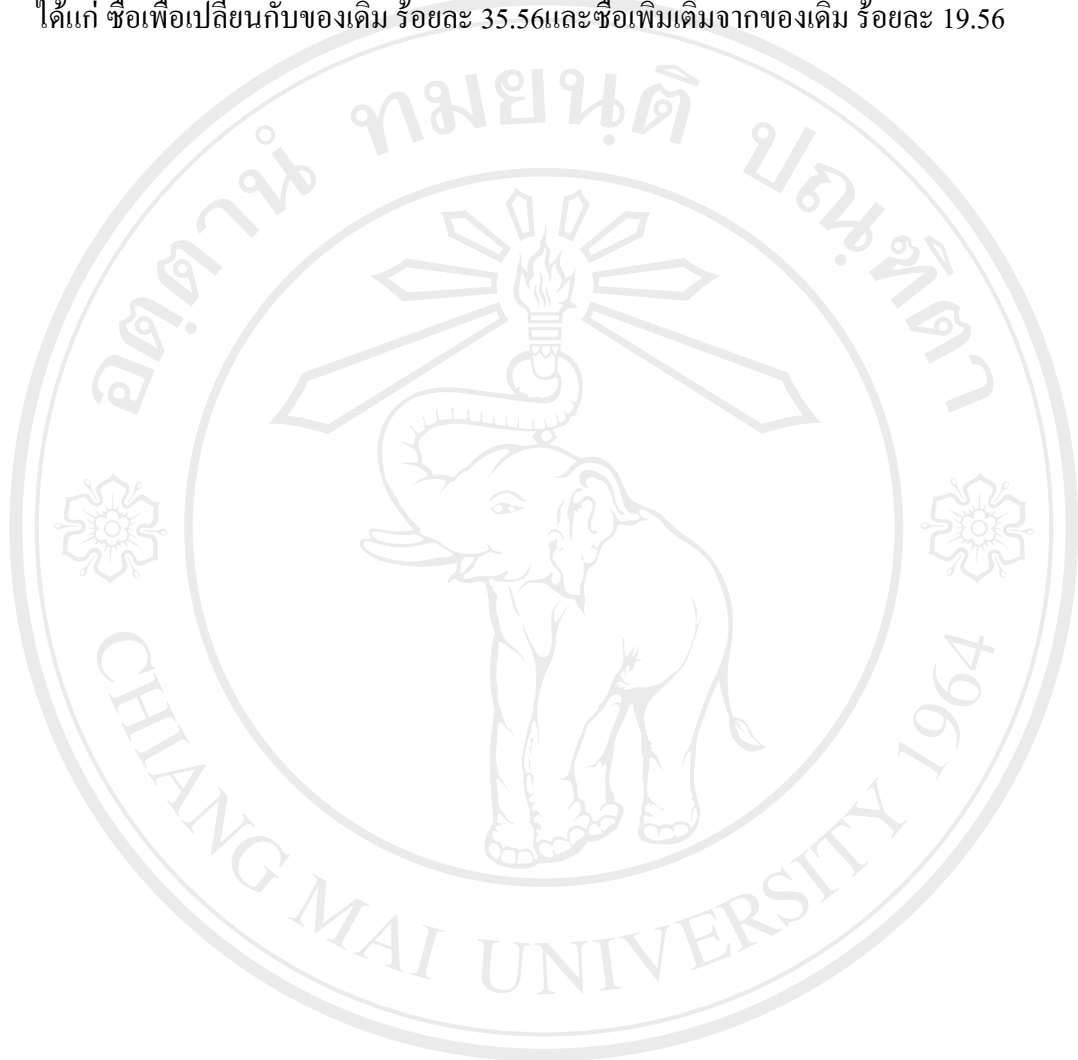 ได้แก่ ซื้อเพื่อเปลี่ยนกับของเดิม ร้อยละ 35.56และซื้อเพิ่มเติมจากของเดิม ร้อยละ 19.56
อตฺตานํ ทมยนฺติ ปณฺฑิตา
CHIANG MAI UNIVERSITY 1964